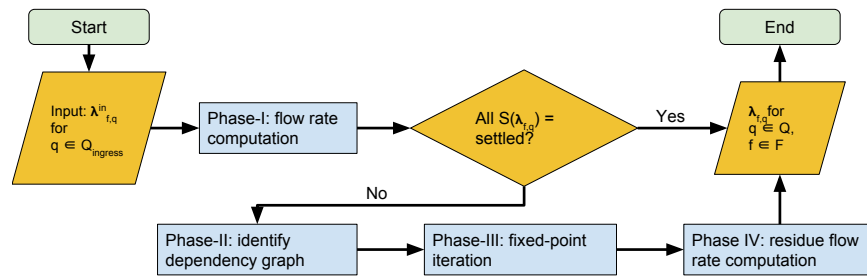 Start
End
Input: λ^in_f,q
for
q ∈ Q_ingress
Phase-I: flow rate
computation
All S(λ_f,q) =
settled?
Yes
λ_f,q for
q ∈ Q,
f ∈ F
No
Phase-II: identify
dependency graph
Phase-III: fixed-point
iteration
Phase IV: residue flow
rate computation